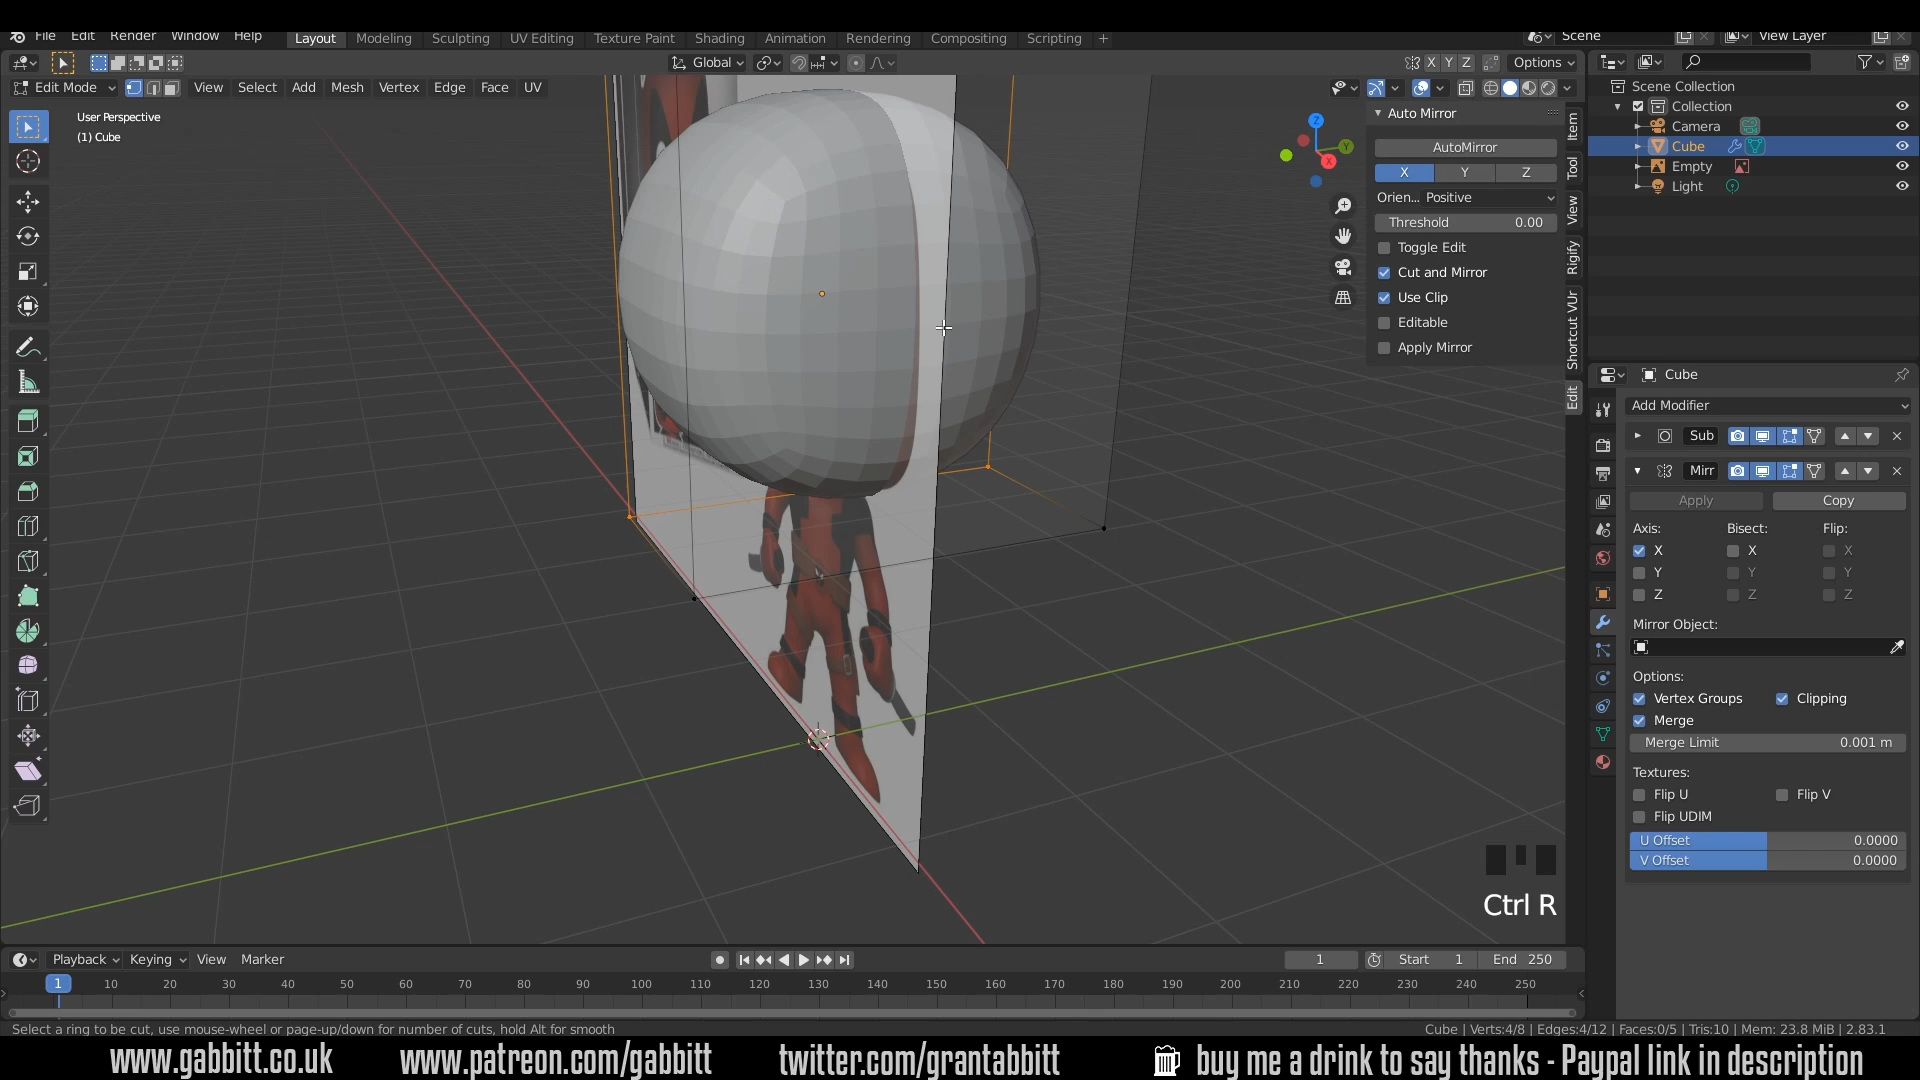 File Edit Render Window Help
Layout Modeling Sculpting UV Editing Texture Paint Shading Animation Rendering Compositing Scripting +
Scene View Layer
Global X Y Z Options
Edit Mode View Select Add Mesh Vertex Edge Face UV
User Perspective
(1) Cube
Z Y X
Auto Mirror
AutoMirror
X Y Z
Orien... Positive
Threshold 0.00
Toggle Edit
Cut and Mirror
Use Clip
Editable
Apply Mirror
Item
Tool
View
Rigify
Shortcut VUr
Edit
Scene Collection
Collection
Camera
Cube
Empty
Light
Cube
Add Modifier
Sub
Mirr
Apply Copy
Axis: Bisect: Flip:
X X X
Y Y Y
Z Z Z
Mirror Object:
Options:
Vertex Groups Clipping
Merge
Merge Limit 0.001 m
Textures:
Flip U Flip V
Flip UDIM
U Offset 0.0000
V Offset 0.0000
Ctrl R
Playback Keying View Marker 1 Start 1 End 250
1 10 20 30 40 50 60 70 80 90 100 110 120 130 140 150 160 170 180 190 200 210 220 230 240 250
Select a ring to be cut, use mouse-wheel or page-up/down for number of cuts, hold Alt for smooth
Cube | Verts:4/8 | Edges:4/12 | Faces:0/5 | Tris:10 | Mem: 23.8 MiB | 2.83.1
www.gabbitt.co.uk www.patreon.com/gabbitt twitter.com/grantabbitt buy me a drink to say thanks - Paypal link in description